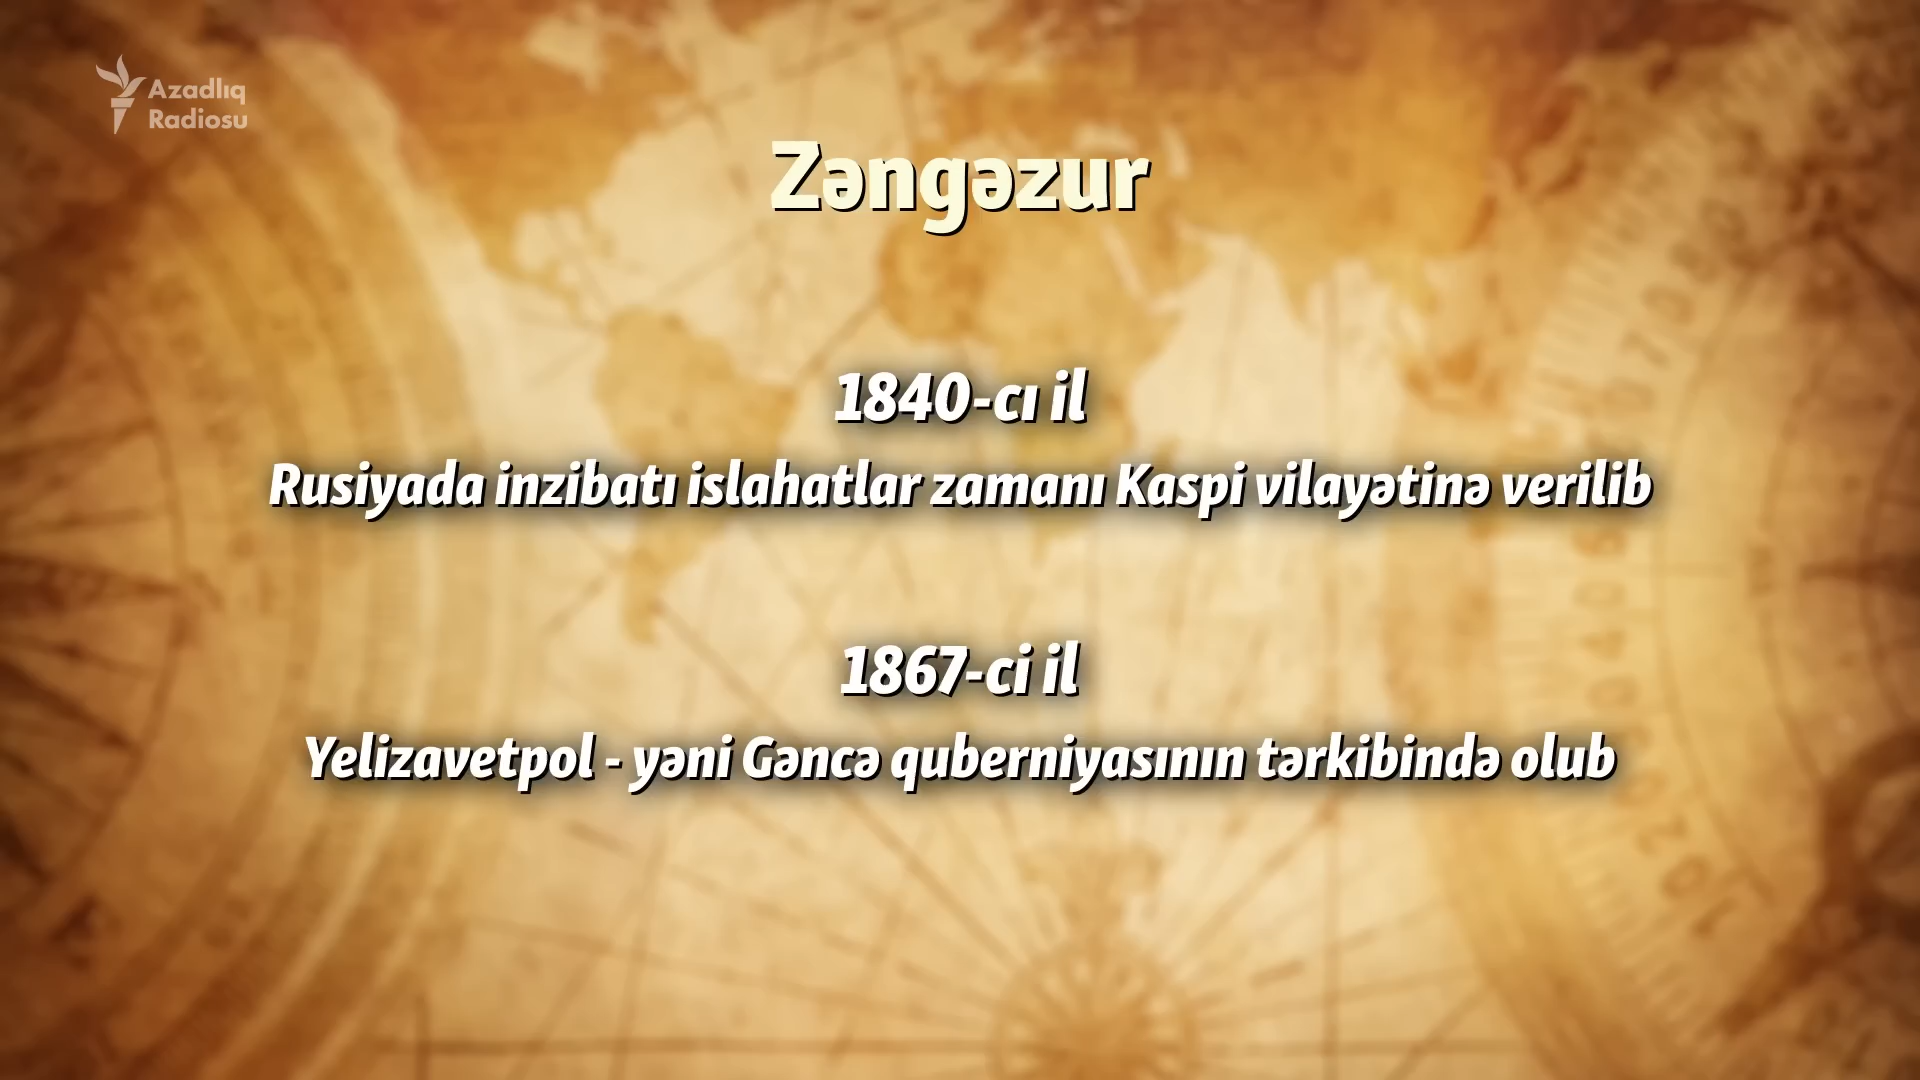 Azadlıq
Radiosu
Zəngəzur
1840-cı il
Rusiyada inzibatı islahatlar zamanı Kaspi vilayətinə verilib
1867-ci il
Yelizavetpol - yəni Gəncə quberniyasının tərkibində olub